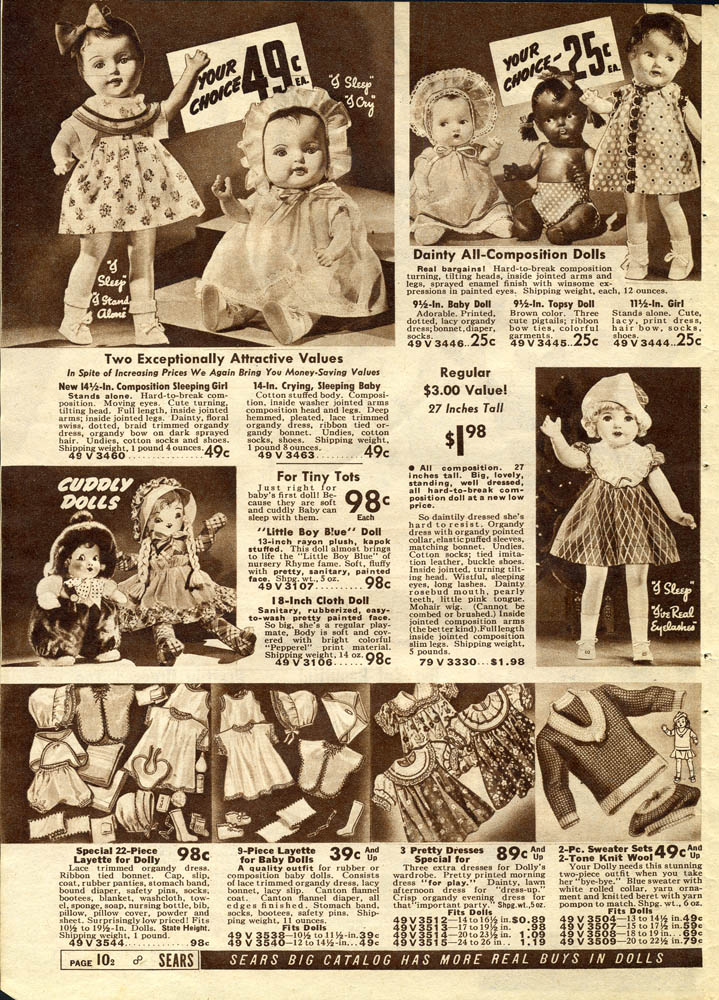 YOUR
CHOICE 49¢ EA.
"I Sleep"
"I Cry"
"I
Sleep"
"I Stand
Alone"
YOUR
CHOICE - 25¢ EA.
Dainty All-Composition Dolls
Real bargains! Hard-to-break composition
turning, tilting heads, inside jointed arms and
legs, sprayed enamel finish with winsome ex-
pressions in painted eyes. Shipping weight, each, 12 ounces.
9½-In. Baby Doll
Adorable. Printed,
dotted, lacy organdy
dress; bonnet, diaper,
socks.
49 V 3446..25c
9½-In. Topsy Doll
Brown color. Three
cute pigtails; ribbon
bow ties, colorful
garments.
49 V 3445..25c
11½-In. Girl
Stands alone. Cute,
lacy, print dress,
hair bow, socks,
shoes.
49 V 3444..25c
Two Exceptionally Attractive Values
In Spite of Increasing Prices We Again Bring You Money-Saving Values
New 14½-In. Composition Sleeping Girl
Stands alone. Hard-to-break com-
position. Moving eyes. Cute turning,
tilting head. Full length, inside jointed
arms; inside jointed legs. Dainty, floral
swiss, dotted, braid trimmed organdy
dress, organdy bow on dark sprayed
hair. Undies, cotton socks and shoes.
Shipping weight, 1 pound 4 ounces.
49 V 3460...........49c
14-In. Crying, Sleeping Baby
Cotton stuffed body. Composi-
tion, inside washer jointed arms
composition head and legs. Deep
hemmed, pleated, lace trimmed
organdy dress, ribbon tied or-
gandy bonnet. Undies, cotton
socks, shoes. Shipping weight,
1 pound 8 ounces.
49 V 3463...........49c
Regular
$3.00 Value!
27 Inches Tall
$1 98
● All composition. 27
inches tall. Big, lovely,
standing, well dressed,
all hard-to-break com-
position doll at a new low
price.
So daintily dressed she's
hard to resist. Organdy
dress with organdy pointed
collar, elastic puffed sleeves,
matching bonnet. Undies.
Cotton socks; tied imita-
tion leather, buckle shoes.
Inside jointed, turning tilt-
ing head. Wistful, sleeping
eyes, long lashes. Dainty
rosebud mouth, pearly
teeth, little pink tongue.
Mohair wig. (Cannot be
combed or brushed.) Inside
jointed composition arms
(the better kind). Full length
inside jointed composition
slim legs. Shipping weight,
5 pounds.
79 V 3330...$1.98
"I Sleep"
"I've Real
Eyelashes"
CUDDLY
DOLLS
For Tiny Tots
Just right for
baby's first doll! Be-
cause they are soft
and cuddly Baby can
sleep with them.
98c
Each
"Little Boy Blue" Doll
13-inch rayon plush, kapok
stuffed. This doll almost brings
to life the "Little Boy Blue" of
nursery Rhyme fame. Soft, fluffy
with pretty, sanitary, painted
face. Shpg. wt., 5 oz.
49 V 3107.......98c
18-Inch Cloth Doll
Sanitary, rubberized, easy-
to-wash pretty painted face.
So big, she's a regular play-
mate. Body is soft and cov-
ered with bright colorful
"Pepperel" print material.
Shipping weight, 14 oz.
49 V 3106.......98c
Special 22-Piece
Layette for Dolly 98c
Lace trimmed organdy dress.
Ribbon tied bonnet. Cap, slip,
coat, rubber panties, stomach band,
bound diaper, safety pins, socks,
bootees, blanket, washcloth, tow-
el, sponge, soap, nursing bottle, bib,
pillow, pillow cover, powder and
sheet. Surprisingly low priced! Fits
10½ to 19½-In. Dolls. State Height.
Shipping weight, 1 pound.
49 V 3544...........98c
9-Piece Layette
for Baby Dolls 39c And Up
A quality outfit for rubber or
composition baby dolls. Consists
of lace trimmed organdy dress, lacy
bonnet, lacy slip. Canton flannel
coat. Canton flannel diaper, all
edges finished. Stomach band,
socks, bootees, safety pins. Ship-
ping weight, 11 ounces.
Fits Dolls
49 V 3538—10½ to 11½-in. 39c
49 V 3540—12 to 14½-in...49c
3 Pretty Dresses
Special for 89c And Up
Three extra dresses for Dolly's
wardrobe. Pretty printed morning
dress "for play." Dainty, lawn
afternoon dress for "dress-up."
Crisp organdy evening dress for
that "important party." Shpg. wt., 5 oz.
Fits Dolls
49 V 3512—14 to 16½ in. $0.89
49 V 3513—17 to 19½ in. .98
49 V 3514—20 to 23½ in. 1.09
49 V 3515—24 to 26 in.. 1.19
2-Pc. Sweater Sets
2-Tone Knit Wool 49c And Up
Your Dolly needs this stunning
two-piece outfit when you take
her "bye-bye." Blue sweater with
white rolled collar, yarn orna-
ment and knitted beret with yarn
pompon to match. Shpg. wt., 6 oz.
Fits Dolls
49 V 3504—13 to 14½ in. 49c
49 V 3507—15 to 17½ in. 59c
49 V 3508—18 to 19 in...69c
49 V 3509—20 to 22½ in. 79c
PAGE 102 SEARS
SEARS BIG CATALOG HAS MORE REAL BUYS IN DOLLS